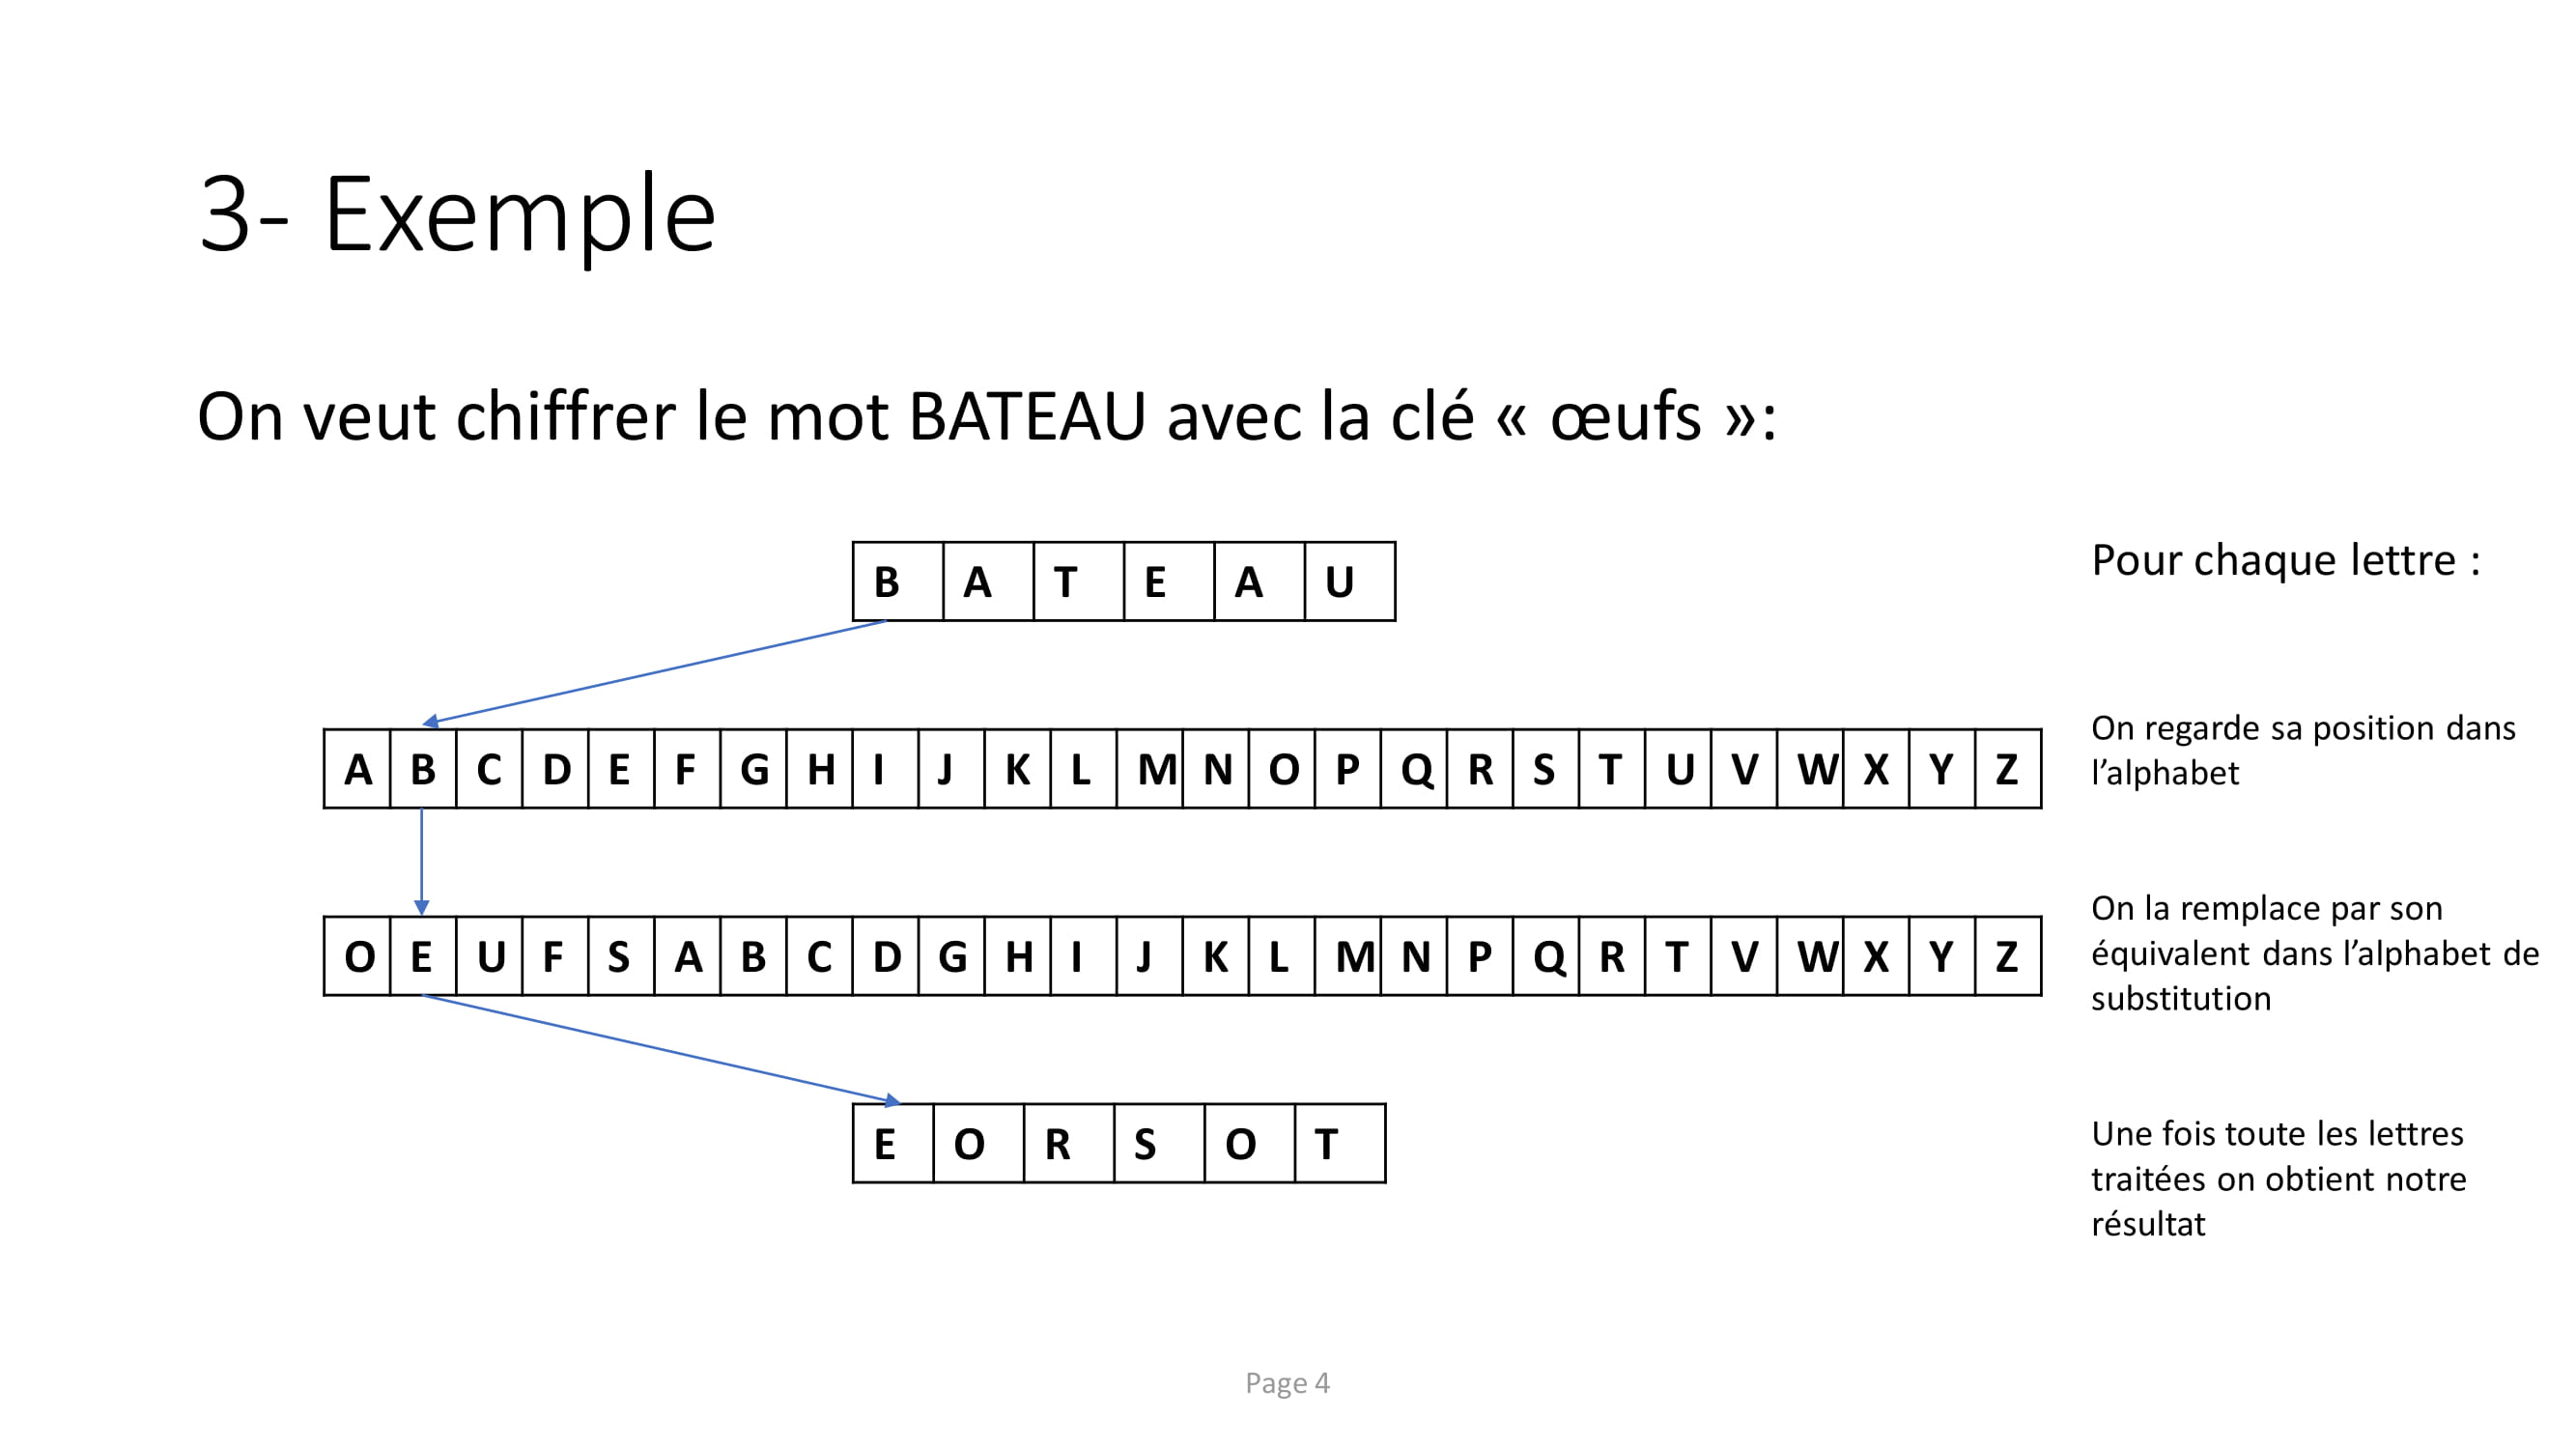 3- Exemple
On veut chiffrer le mot BATEAU avec la clé « œufs »:
B A T E A U
Pour chaque lettre :
A B C D E F G H I J K L M N O P Q R S T U V W X Y Z
On regarde sa position dans
l’alphabet
O E U F S A B C D G H I J K L M N P Q R T V W X Y Z
On la remplace par son
équivalent dans l’alphabet de
substitution
E O R S O T
Une fois toute les lettres
traitées on obtient notre
résultat
Page 4